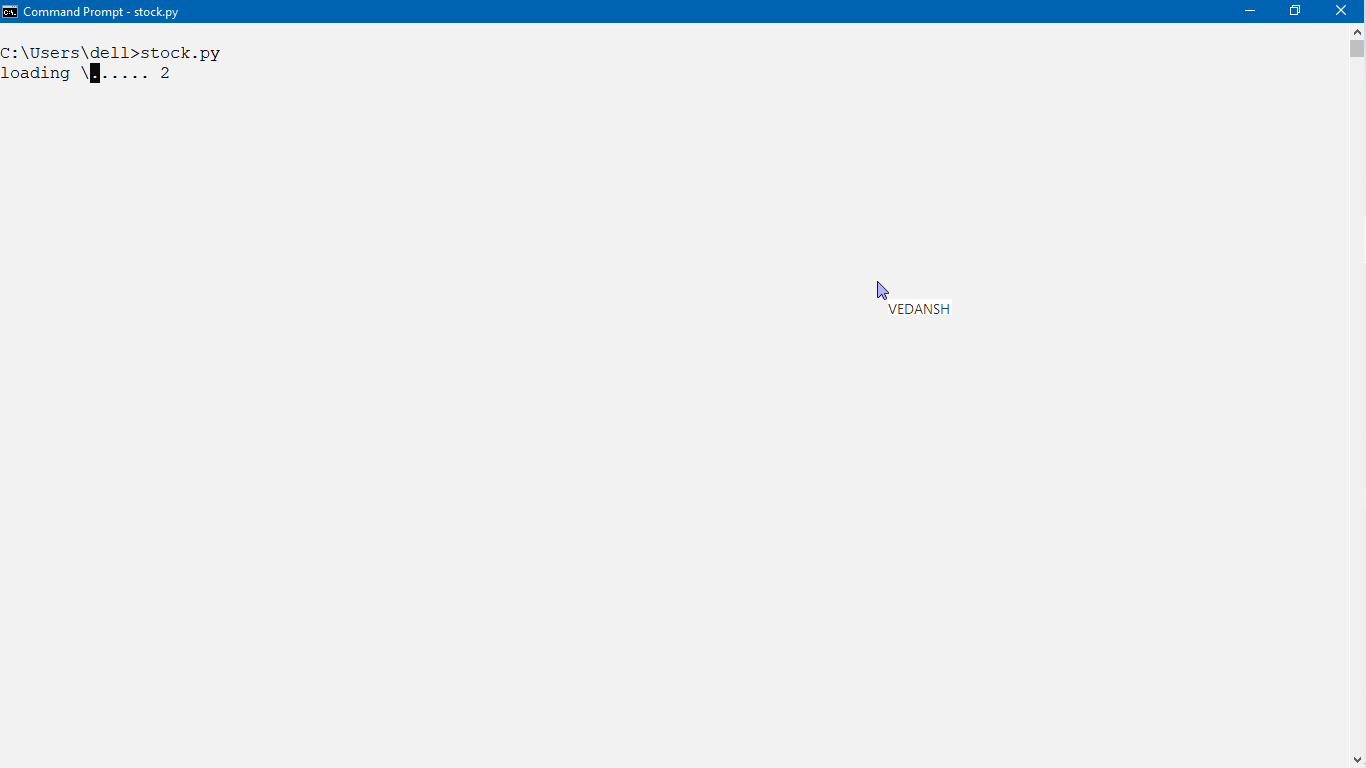 Command Prompt - stock.py
C:\Users\dell>stock.py
loading \...... 2
VEDANSH